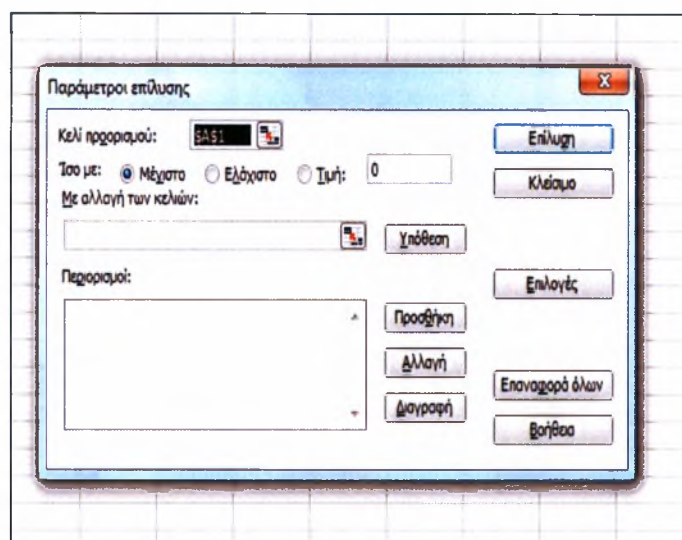 Παράμετροι επίλυσης
X
Κελί προορισμού: $A$1
Επίλυση
Ίσο με: Μέγιστο Ελάχιστο Τιμή: 0
Κλείσιμο
Με αλλαγή των κελιών:
Υπόθεση
Περιορισμοί:
Επιλογές
Προσθήκη
Αλλαγή
Επαναφορά όλων
Διαγραφή
Βοήθεια